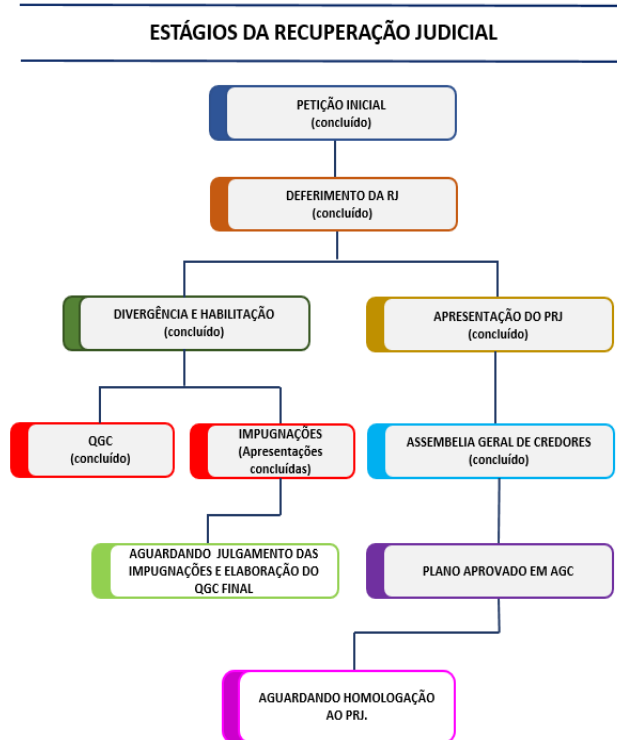 ESTÁGIOS DA RECUPERAÇÃO JUDICIAL
PETIÇÃO INICIAL
(concluído)
DEFERIMENTO DA RJ
(concluído)
DIVERGÊNCIA E HABILITAÇÃO
(concluído)
APRESENTAÇÃO DO PRJ
(concluído)
QGC
(concluído)
IMPUGNAÇÕES
(Apresentações
concluídas)
ASSEMBELIA GERAL DE CREDORES
(concluído)
AGUARDANDO JULGAMENTO DAS
IMPUGNAÇÕES E ELABORAÇÃO DO
QGC FINAL
PLANO APROVADO EM AGC
AGUARDANDO HOMOLOGAÇÃO
AO PRJ.